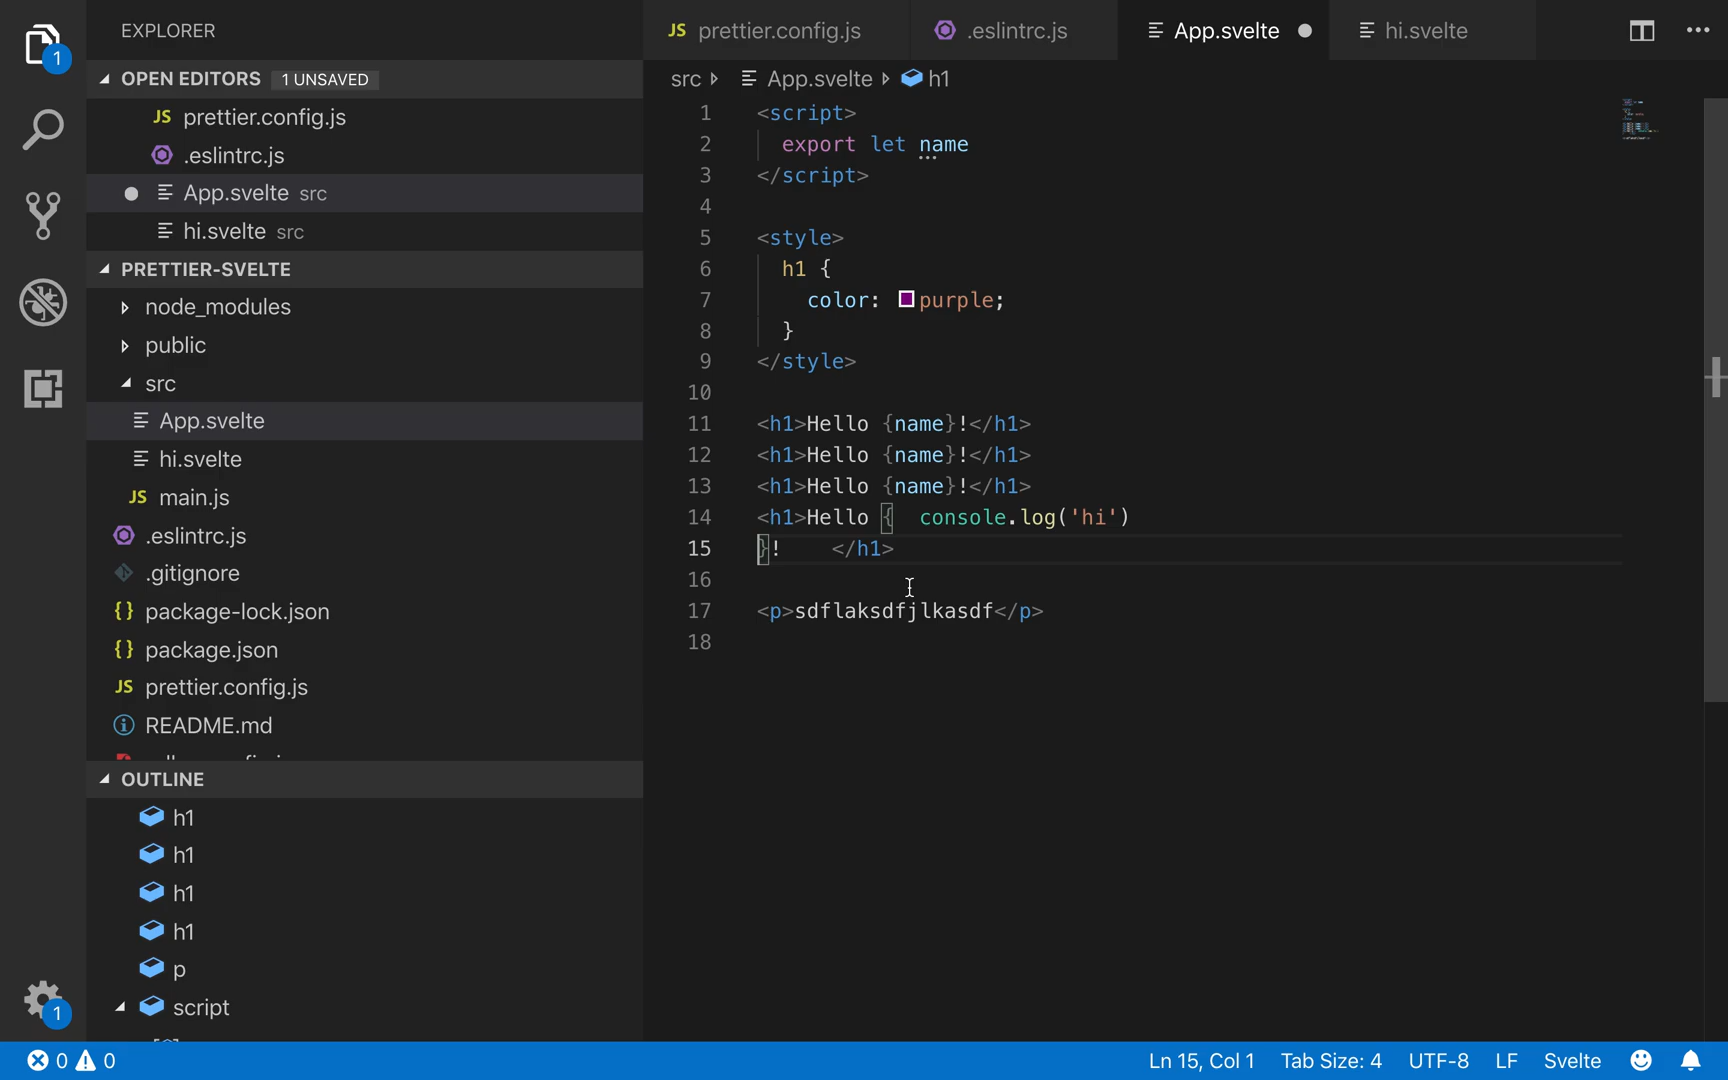 1
1
EXPLORER
OPEN EDITORS 1 UNSAVED
JS prettier.config.js
.eslintrc.js
App.svelte src
hi.svelte src
PRETTIER-SVELTE
node_modules
public
src
App.svelte
hi.svelte
JS main.js
.eslintrc.js
.gitignore
{} package-lock.json
{} package.json
JS prettier.config.js
README.md
OUTLINE
h1
h1
h1
h1
p
script
JS prettier.config.js
.eslintrc.js
App.svelte
hi.svelte
src App.svelte h1
1 <script>
2 export let name
3 </script>
4
5 <style>
6 h1 {
7 color: purple;
8 }
9 </style>
10
11 <h1>Hello {name}!</h1>
12 <h1>Hello {name}!</h1>
13 <h1>Hello {name}!</h1>
14 <h1>Hello {  console.log('hi')
15 }!    </h1>
16
17 <p>sdflaksdfjlkasdf</p>
18
0 0 Ln 15, Col 1 Tab Size: 4 UTF-8 LF Svelte